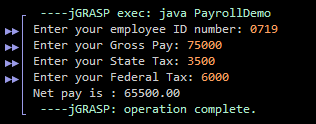 ----jGRASP exec: java PayrollDemo
Enter your employee ID number: 0719
Enter your Gross Pay: 75000
Enter your State Tax: 3500
Enter your Federal Tax: 6000
Net pay is : 65500.00
----jGRASP: operation complete.